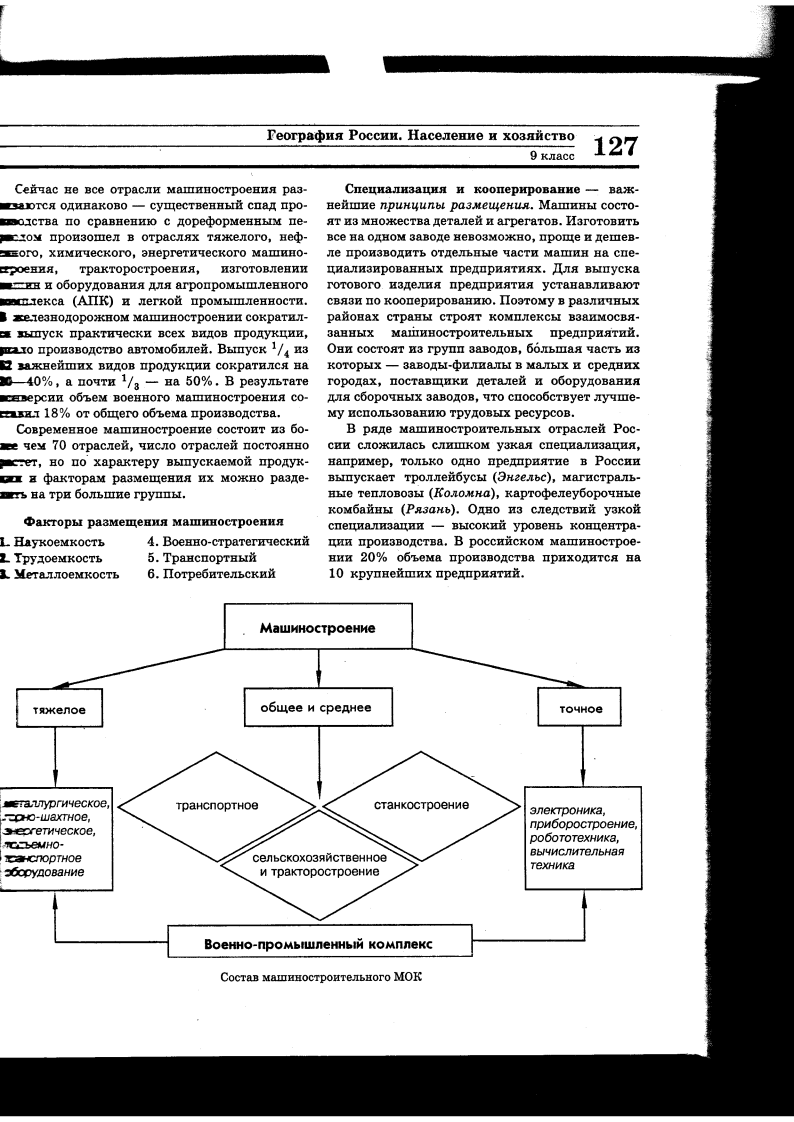 География России. Население и хозяйство
9 класс
127
Сейчас не все отрасли машиностроения раз-
одинаково — существенный спад про-
по сравнению с дореформенным пе-
произошел в отраслях тяжелого, неф-
химического, энергетического машино-
тракторостроения, изготовлении
и оборудования для агропромышленного
(АПК) и легкой промышленности.
железнодорожном машиностроении сократил-
выпуск практически всех видов продукции,
производство автомобилей. Выпуск 1/4 из
важнейших видов продукции сократился на
—40%, а почти 1/3 — на 50%. В результате
объем военного машиностроения со-
18% от общего объема производства.
Современное машиностроение состоит из бо-
чем 70 отраслей, число отраслей постоянно
но по характеру выпускаемой продук-
и факторам размещения их можно разде-
на три большие группы.
Факторы размещения машиностроения
1. Наукоемкость
2. Трудоемкость
3. Металлоемкость
4. Военно-стратегический
5. Транспортный
6. Потребительский
Специализация и кооперирование — важ-
нейшие принципы размещения. Машины состо-
ят из множества деталей и агрегатов. Изготовить
все на одном заводе невозможно, проще и дешев-
ле производить отдельные части машин на спе-
циализированных предприятиях. Для выпуска
готового изделия предприятия устанавливают
связи по кооперированию. Поэтому в различных
районах страны строят комплексы взаимосвя-
занных машиностроительных предприятий.
Они состоят из групп заводов, бо́льшая часть из
которых — заводы-филиалы в малых и средних
городах, поставщики деталей и оборудования
для сборочных заводов, что способствует лучше-
му использованию трудовых ресурсов.
В ряде машиностроительных отраслей Рос-
сии сложилась слишком узкая специализация,
например, только одно предприятие в России
выпускает троллейбусы (Энгельс), магистраль-
ные тепловозы (Коломна), картофелеуборочные
комбайны (Рязань). Одно из следствий узкой
специализации — высокий уровень концентра-
ции производства. В российском машинострое-
нии 20% объема производства приходится на
10 крупнейших предприятий.
Машиностроение
тяжелое
общее и среднее
точное
металлургическое,
горно-шахтное,
энергетическое,
подъемно-
транспортное
оборудование
транспортное
станкостроение
сельскохозяйственное
и тракторостроение
электроника,
приборостроение,
робототехника,
вычислительная
техника
Военно-промышленный комплекс
Состав машиностроительного МОК